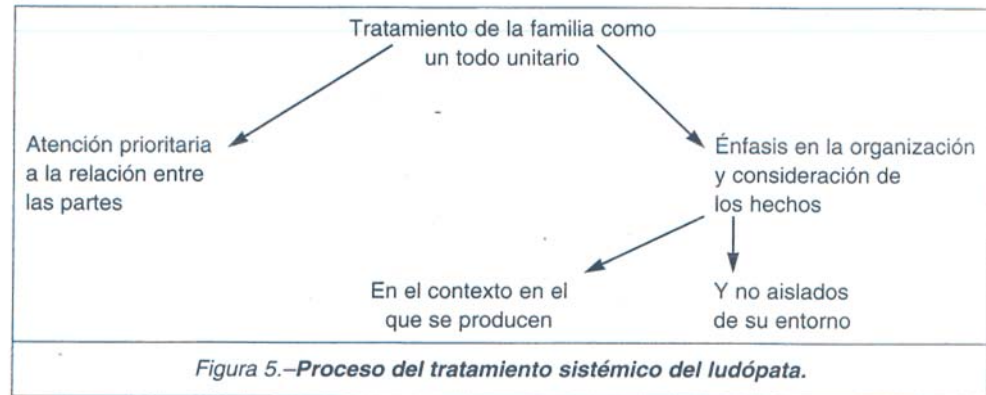 Tratamiento de la familia como
un todo unitario
Atención prioritaria
a la relación entre
las partes
Énfasis en la organización
y consideración de
los hechos
En el contexto en el
que se producen
Y no aislados
de su entorno
Figura 5.–Proceso del tratamiento sistémico del ludópata.